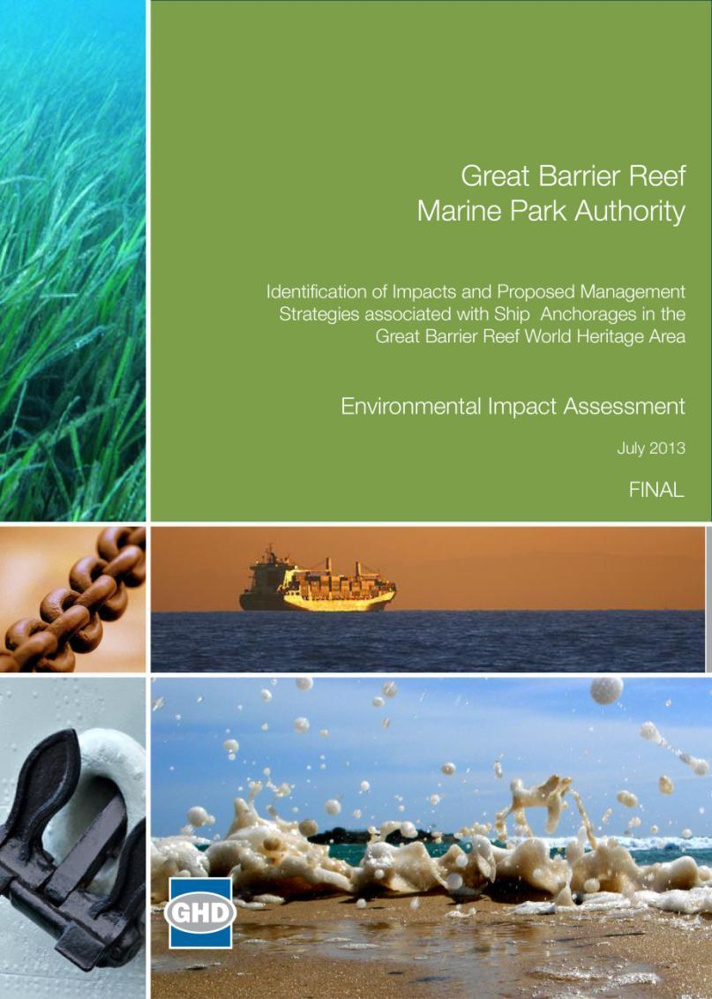 Great Barrier Reef
Marine Park Authority
Identification of Impacts and Proposed Management
Strategies associated with Ship Anchorages in the
Great Barrier Reef World Heritage Area
Environmental Impact Assessment
July 2013
FINAL
GHD